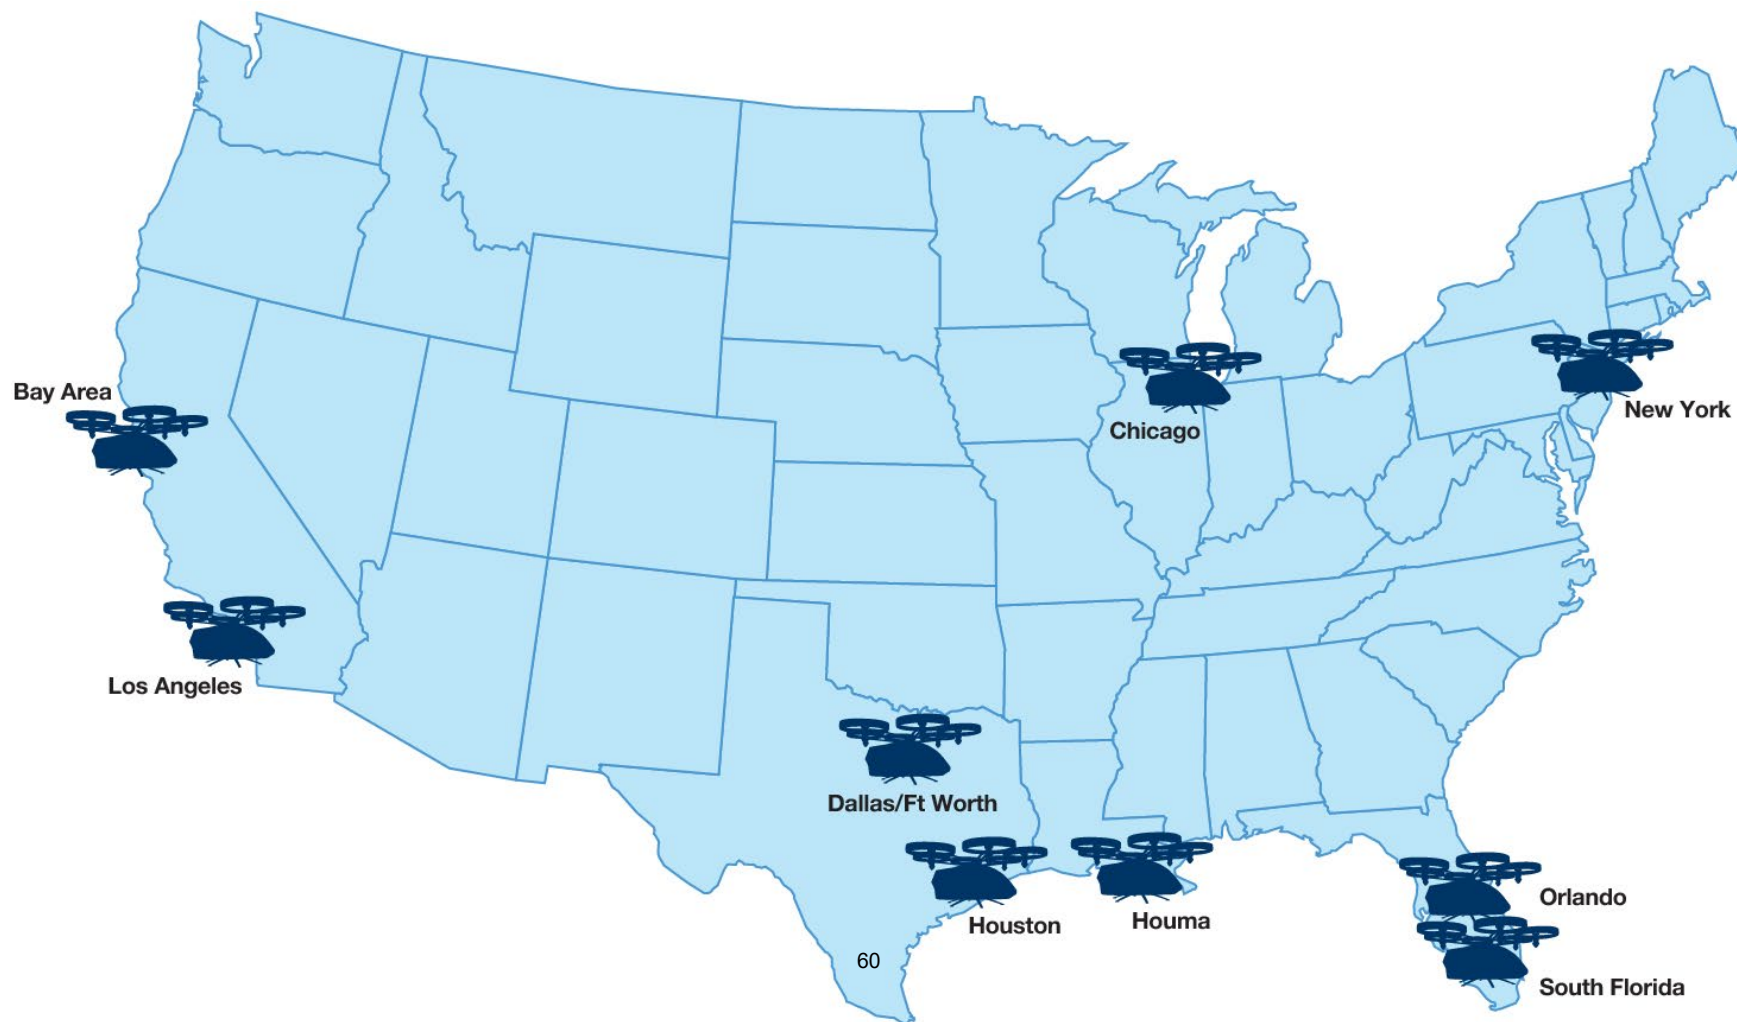 Bay Area
New York
Chicago
Los Angeles
Dallas/Ft Worth
Orlando
Houma
Houston
60
South Florida